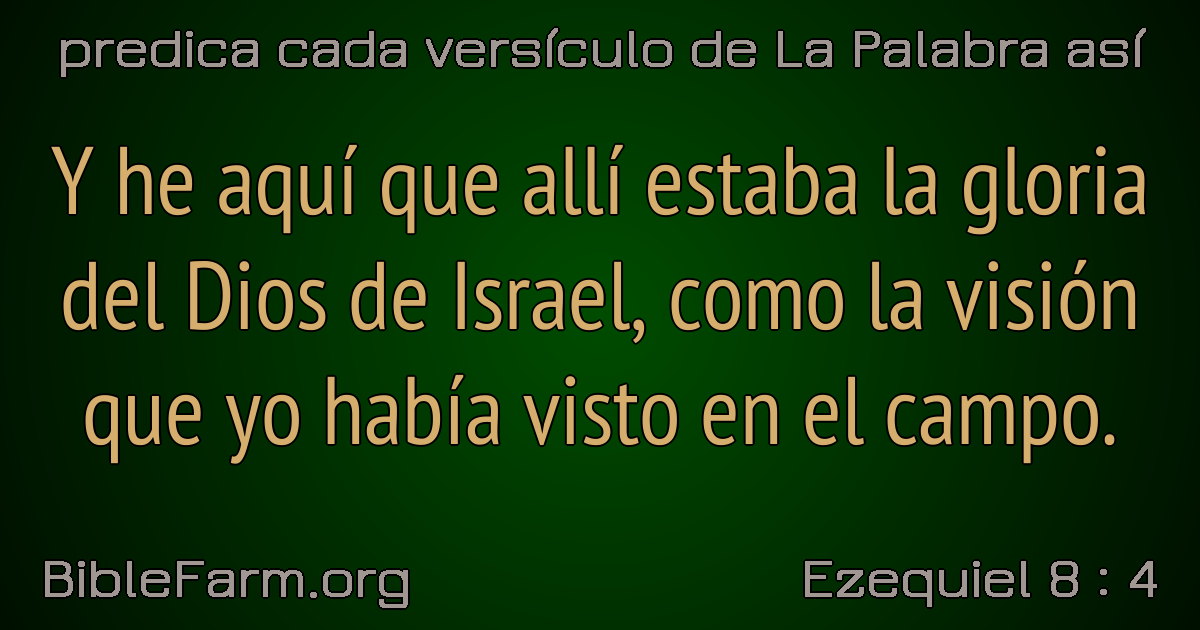 predica cada versículo de La Palabra así
Y he aquí que allí estaba la gloria
del Dios de Israel, como la visión
que yo había visto en el campo.
BibleFarm.org
Ezequiel 8 : 4